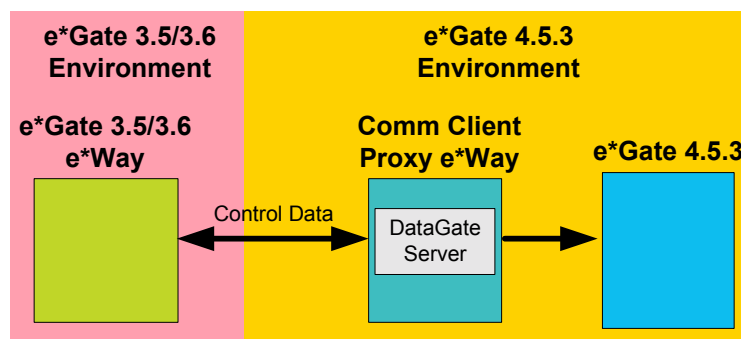 e*Gate 3.5/3.6
Environment
e*Gate 4.5.3
Environment
e*Gate 3.5/3.6
e*Way
Comm Client
Proxy e*Way
e*Gate 4.5.3
Control Data
DataGate
Server